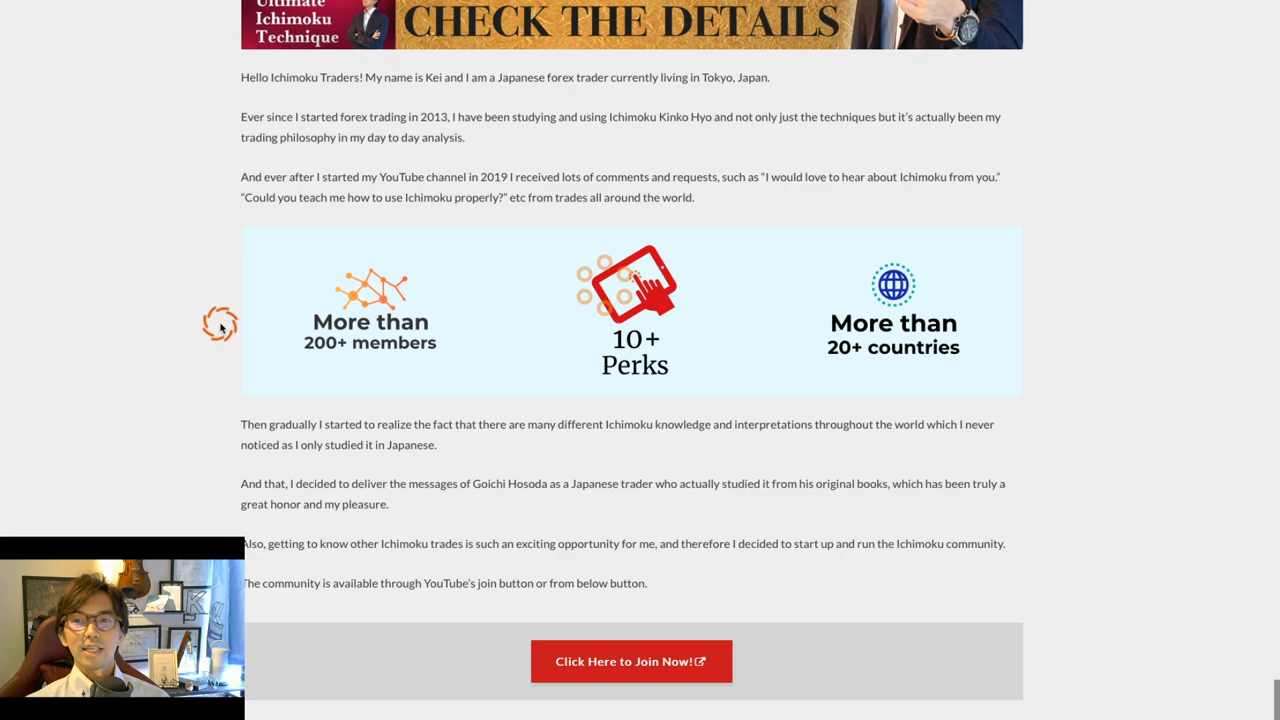 Ultimate
Ichimoku
Technique
CHECK THE DETAILS
Hello Ichimoku Traders! My name is Kei and I am a Japanese forex trader currently living in Tokyo, Japan.
Ever since I started forex trading in 2013, I have been studying and using Ichimoku Kinko Hyo and not only just the techniques but it’s actually been my
trading philosophy in my day to day analysis.
And ever after I started my YouTube channel in 2019 I received lots of comments and requests, such as “I would love to hear about Ichimoku from you.”
“Could you teach me how to use Ichimoku properly?” etc from trades all around the world.
More than
200+ members
10+
Perks
More than
20+ countries
Then gradually I started to realize the fact that there are many different Ichimoku knowledge and interpretations throughout the world which I never
noticed as I only studied it in Japanese.
And that, I decided to deliver the messages of Goichi Hosoda as a Japanese trader who actually studied it from his original books, which has been truly a
great honor and my pleasure.
Also, getting to know other Ichimoku trades is such an exciting opportunity for me, and therefore I decided to start up and run the Ichimoku community.
The community is available through YouTube’s join button or from below button.
Click Here to Join Now!